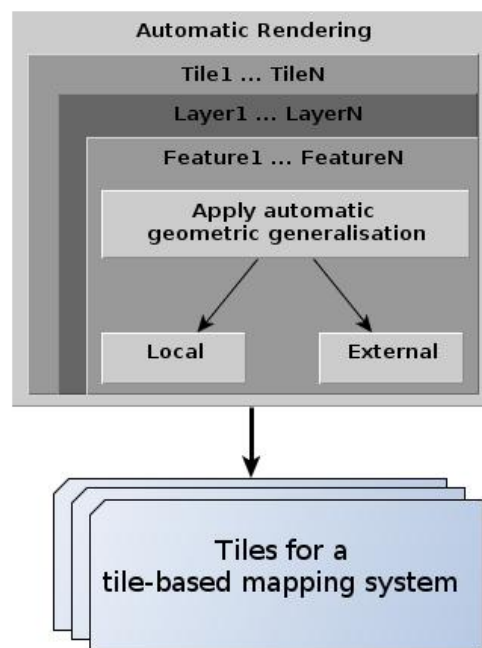 Automatic Rendering
Tile1 ... TileN
Layer1 ... LayerN
Feature1 ... FeatureN
Apply automatic
geometric generalisation
Local
External
Tiles for a
tile-based mapping system